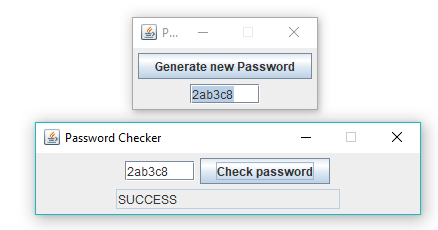 P...
Generate new Password
2ab3c8
Password Checker
2ab3c8 Check password
SUCCESS